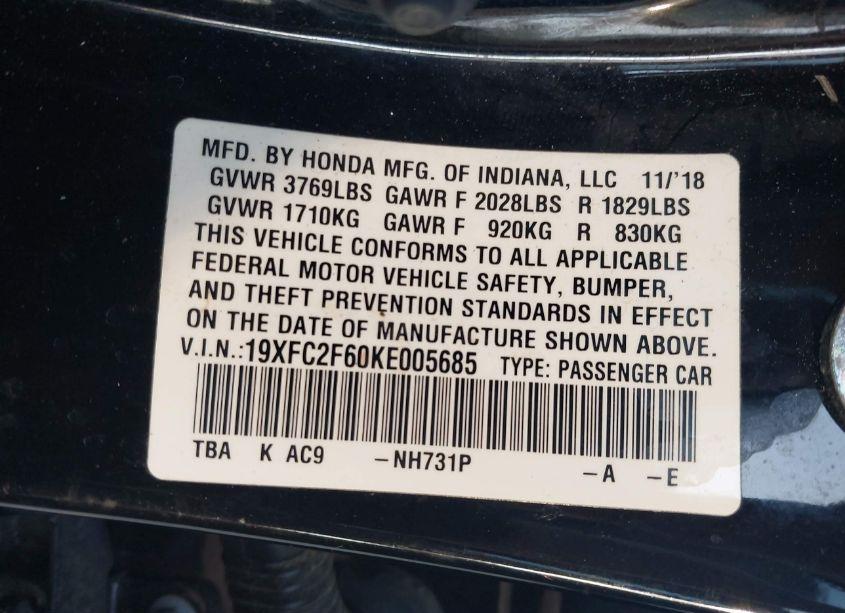 MFD. BY HONDA MFG. OF INDIANA, LLC 11/'18
GVWR 3769LBS GAWR F 2028LBS R 1829LBS
GVWR 1710KG GAWR F 920KG R 830KG
THIS VEHICLE CONFORMS TO ALL APPLICABLE
FEDERAL MOTOR VEHICLE SAFETY, BUMPER,
AND THEFT PREVENTION STANDARDS IN EFFECT
ON THE DATE OF MANUFACTURE SHOWN ABOVE.
V.I.N.:19XFC2F60KE005685 TYPE: PASSENGER CAR
TBA K AC9 –NH731P –A –E